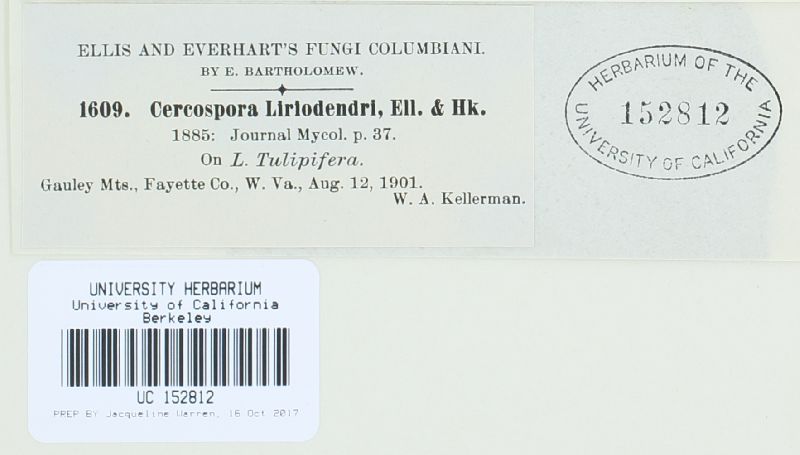 ELLIS AND EVERHART'S FUNGI COLUMBIANI.
BY E. BARTHOLOMEW.
1609. Cercospora Liriodendri, Ell. & Hk.
1885: Journal Mycol. p. 37.
On L. Tulipifera.
Gauley Mts., Fayette Co., W. Va., Aug. 12, 1901.
W. A. Kellerman.
HERBARIUM OF THE
152812
UNIVERSITY OF CALIFORNIA
UNIVERSITY HERBARIUM
University of California
Berkeley
UC 152812
PREP BY Jacqueline Warren, 16 Oct 2017